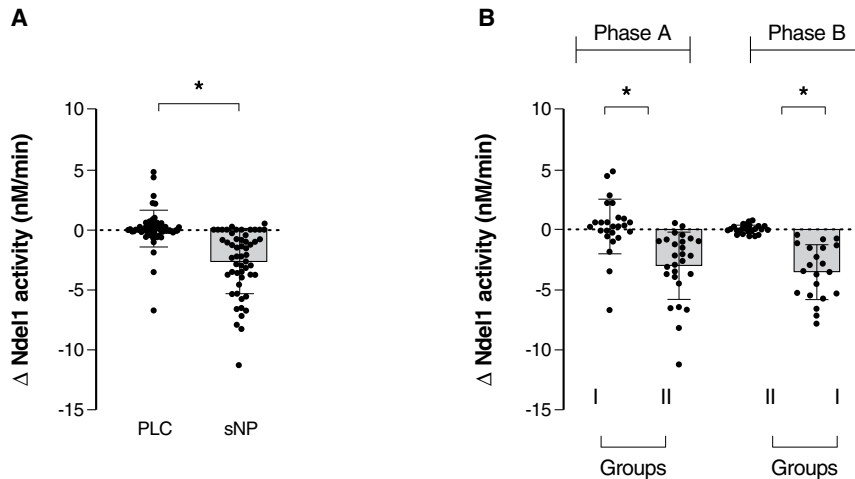 A
*
10
5
0
-5
-10
-15
Δ Ndel1 activity (nM/min)
PLC sNP
B
Phase A Phase B
* *
10
5
0
-5
-10
-15
Δ Ndel1 activity (nM/min)
I II II I
Groups Groups